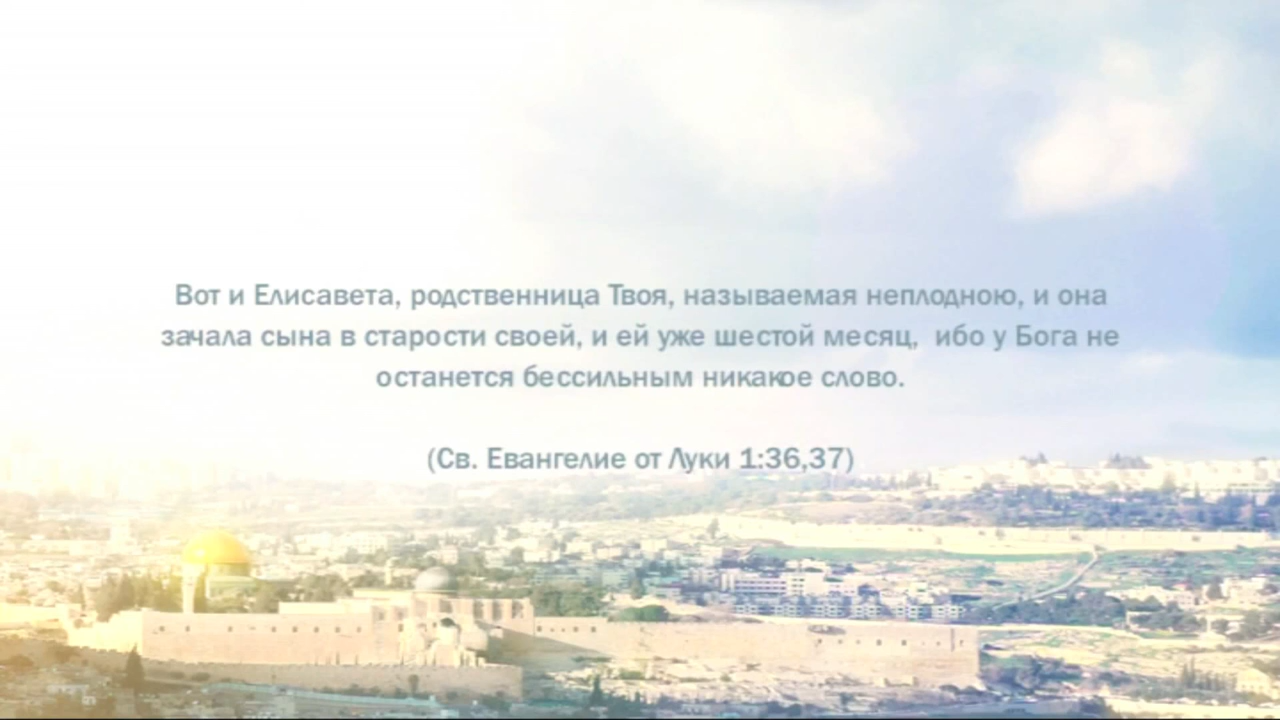 Вот и Елисавета, родственница Твоя, называемая неплодною, и она
зачала сына в старости своей, и ей уже шестой месяц,  ибо у Бога не
останется бессильным никакое слово.
(Св. Евангелие от Луки 1:36,37)